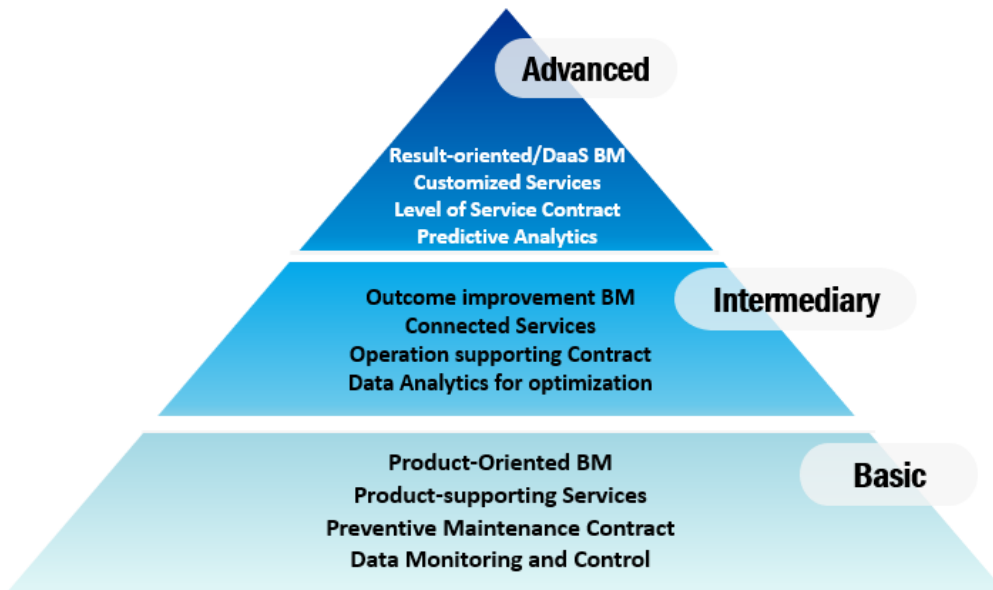 Advanced
Result-oriented/DaaS BM
Customized Services
Level of Service Contract
Predictive Analytics
Intermediary
Outcome improvement BM
Connected Services
Operation supporting Contract
Data Analytics for optimization
Basic
Product-Oriented BM
Product-supporting Services
Preventive Maintenance Contract
Data Monitoring and Control